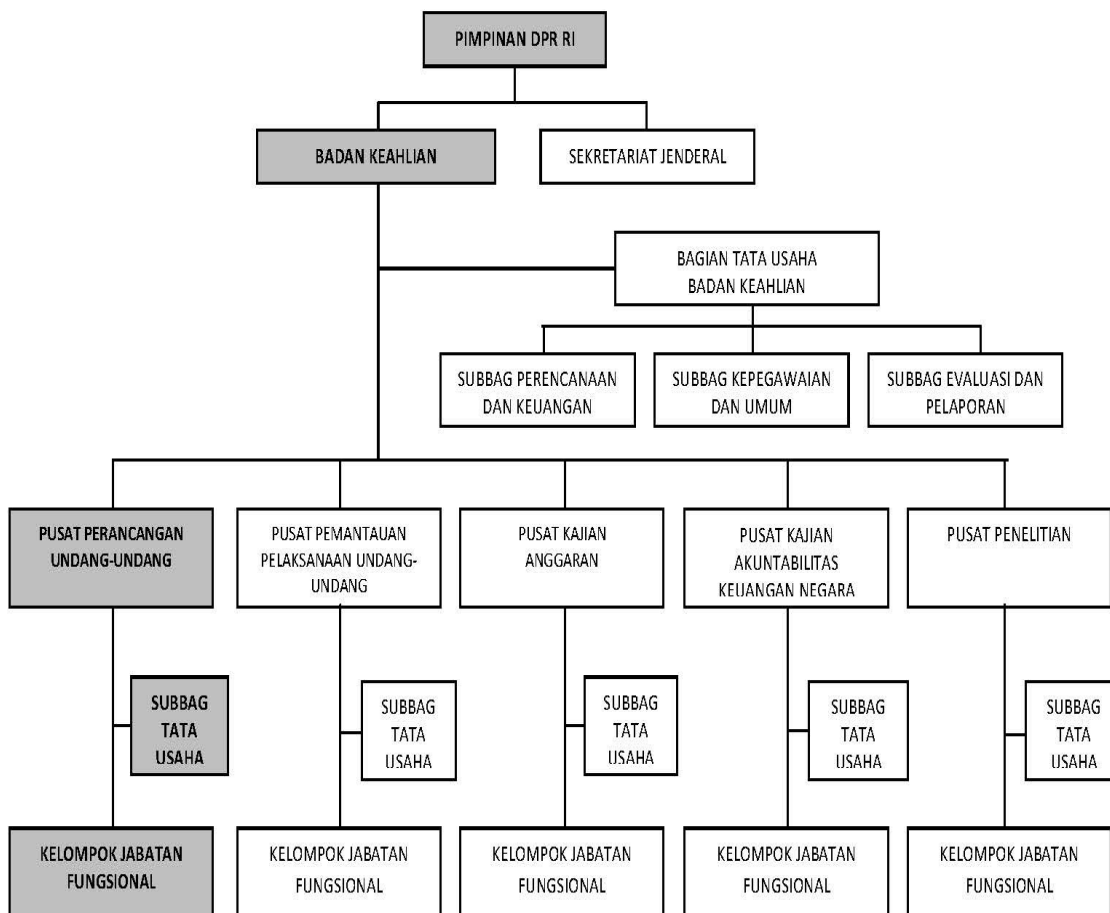 PIMPINAN DPR RI
BADAN KEAHLIAN
SEKRETARIAT JENDERAL
BAGIAN TATA USAHA
BADAN KEAHLIAN
SUBBAG PERENCANAAN
DAN KEUANGAN
SUBBAG KEPEGAWAIAN
DAN UMUM
SUBBAG EVALUASI DAN
PELAPORAN
PUSAT PERANCANGAN
UNDANG-UNDANG
PUSAT PEMANTAUAN
PELAKSANAAN UNDANG-
UNDANG
PUSAT KAJIAN
ANGGARAN
PUSAT KAJIAN
AKUNTABILITAS
KEUANGAN NEGARA
PUSAT PENELITIAN
SUBBAG
TATA
USAHA
SUBBAG
TATA
USAHA
SUBBAG
TATA
USAHA
SUBBAG
TATA
USAHA
SUBBAG
TATA
USAHA
KELOMPOK JABATAN
FUNGSIONAL
KELOMPOK JABATAN
FUNGSIONAL
KELOMPOK JABATAN
FUNGSIONAL
KELOMPOK JABATAN
FUNGSIONAL
KELOMPOK JABATAN
FUNGSIONAL